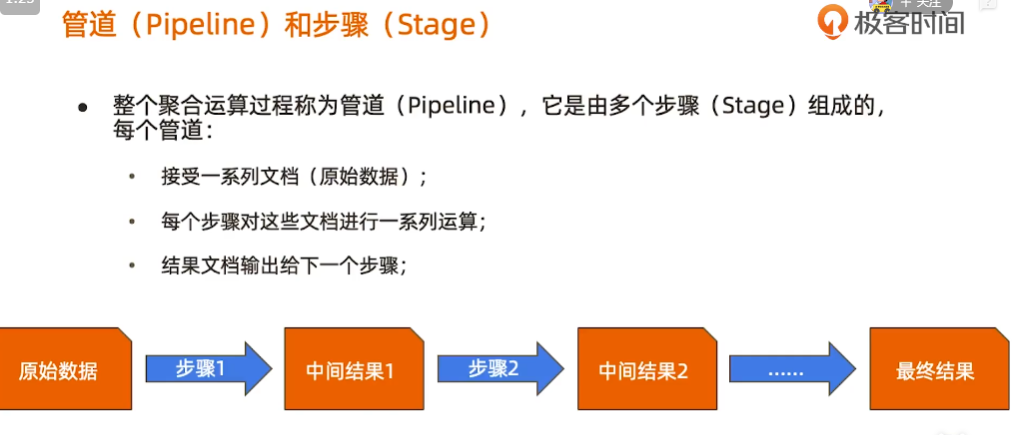 1:25
+ 关注
管道（Pipeline）和步骤（Stage）
极客时间
• 整个聚合运算过程称为管道（Pipeline），它是由多个步骤（Stage）组成的，
每个管道：
• 接受一系列文档（原始数据）；
• 每个步骤对这些文档进行一系列运算；
• 结果文档输出给下一个步骤；
原始数据
步骤1
中间结果1
步骤2
中间结果2
……
最终结果